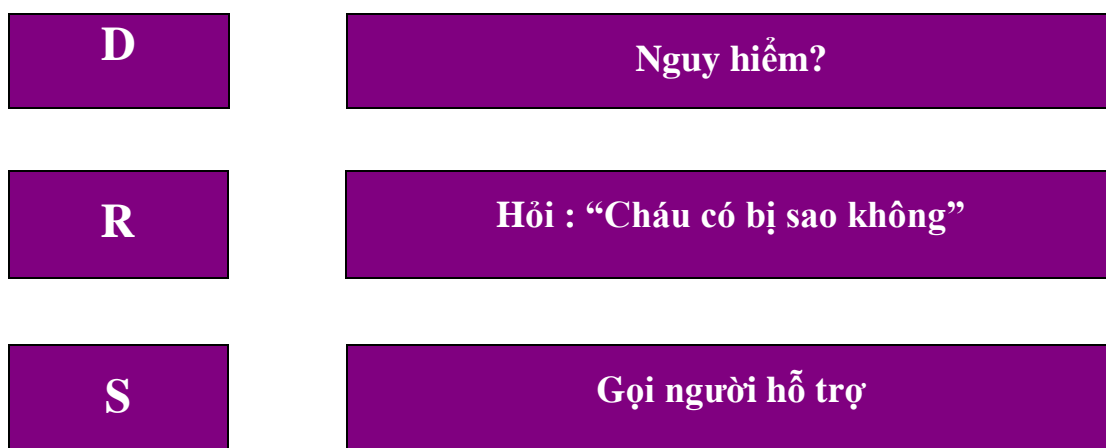 D
Nguy hiểm?
R
Hỏi : “Cháu có bị sao không”
S
Gọi người hỗ trợ